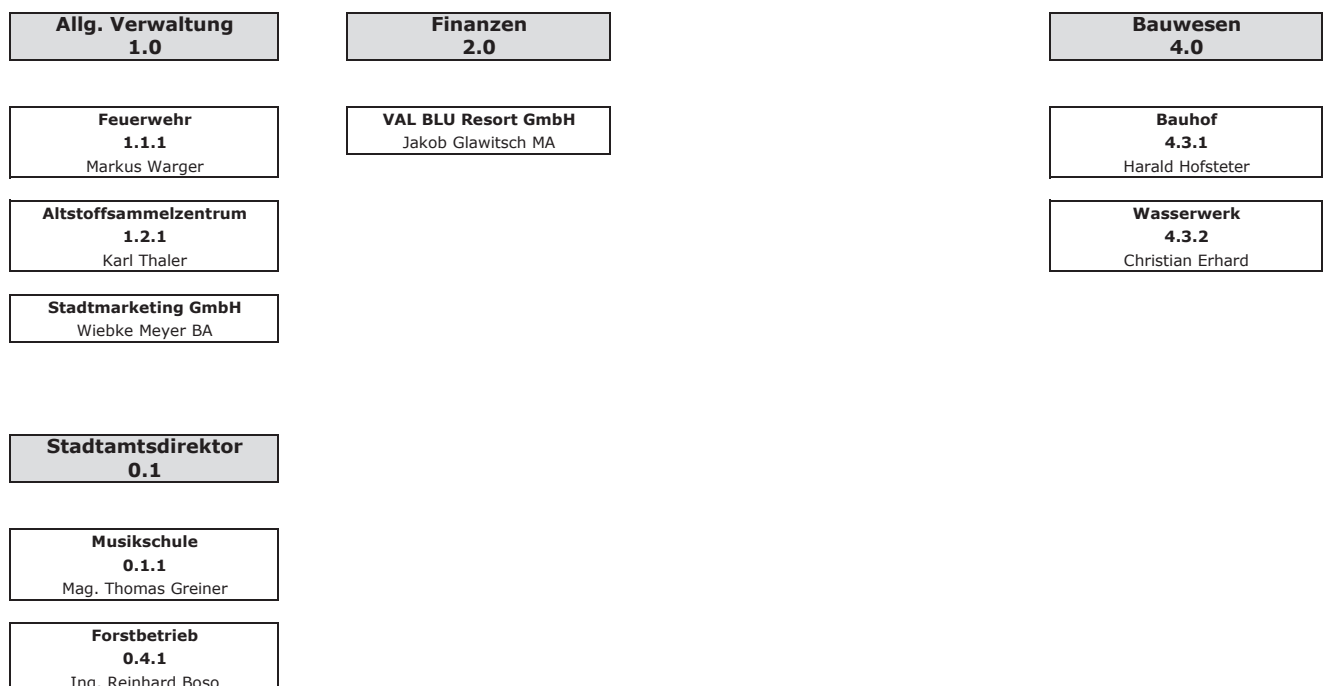 Allg. Verwaltung
1.0
Feuerwehr
1.1.1
Markus Warger
Altstoffsammelzentrum
1.2.1
Karl Thaler
Stadtmarketing GmbH
Wiebke Meyer BA
Finanzen
2.0
VAL BLU Resort GmbH
Jakob Glawitsch MA
Bauwesen
4.0
Bauhof
4.3.1
Harald Hofsteter
Wasserwerk
4.3.2
Christian Erhard
Stadtamtsdirektor
0.1
Musikschule
0.1.1
Mag. Thomas Greiner
Forstbetrieb
0.4.1
Ing. Reinhard Boso